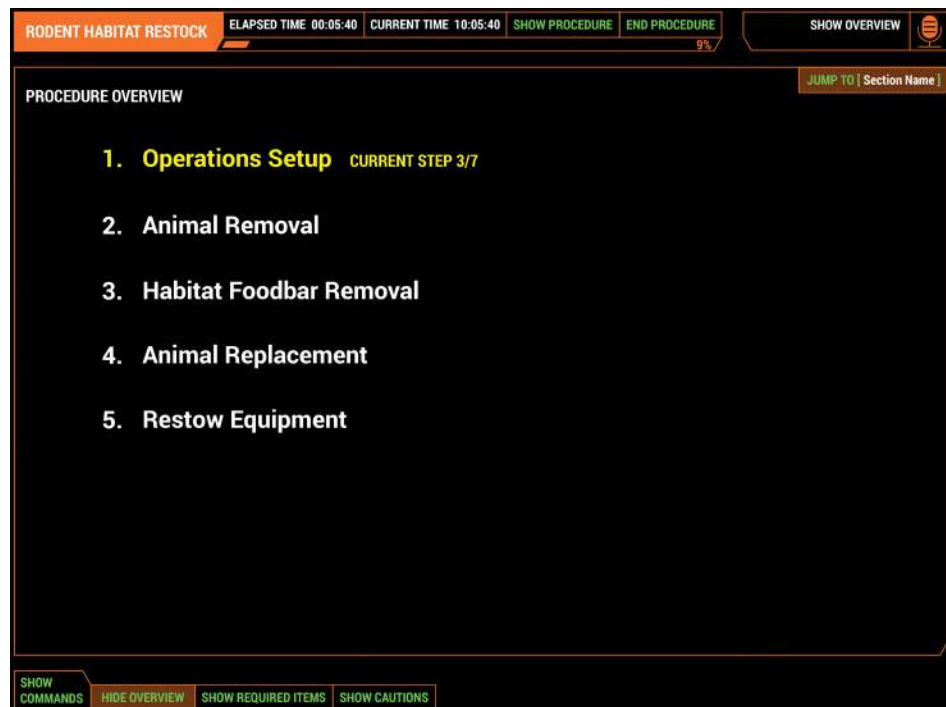 RODENT HABITAT RESTOCK
ELAPSED TIME 00:05:40
CURRENT TIME 10:05:40
SHOW PROCEDURE
END PROCEDURE
9%
SHOW OVERVIEW
JUMP TO [ Section Name ]
PROCEDURE OVERVIEW
1. Operations Setup CURRENT STEP 3/7
2. Animal Removal
3. Habitat Foodbar Removal
4. Animal Replacement
5. Restow Equipment
SHOW
COMMANDS
HIDE OVERVIEW
SHOW REQUIRED ITEMS
SHOW CAUTIONS